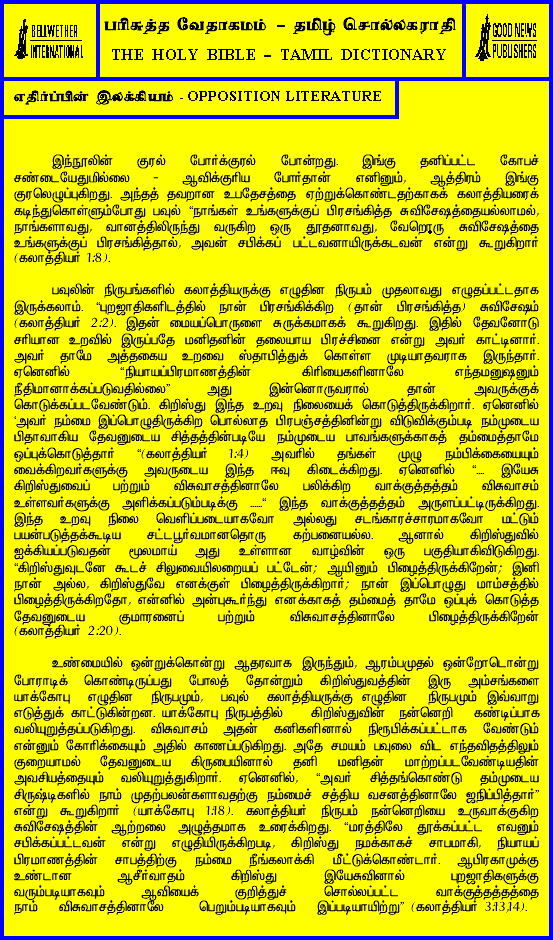 BELLWETHER
INTERNATIONAL
பரிசுத்த வேதாகமம் – தமிழ் சொல்லகராதி
THE HOLY BIBLE – TAMIL DICTIONARY
GOOD NEWS
PUBLISHERS
எதிர்ப்பின் இலக்கியம் - OPPOSITION LITERATURE
இந்நூலின் குரல் போர்க்குரல் போன்றது. இங்கு தனிப்பட்ட கோபச்
சண்டையேதுமில்லை – ஆவிக்குரிய போர்தான் எனினும், ஆத்திரம் இங்கு
குரலெழுப்புகிறது. அந்தத் தவறான உபதேசத்தை ஏற்றுக்கொண்டதற்காகக் கலாத்தியரைக்
கடிந்துகொள்ளும்போது பவுல் “நாங்கள் உங்களுக்குப் பிரசங்கித்த சுவிசேஷத்தையல்லாமல்,
நாங்களாவது, வானத்திலிருந்து வருகிற ஒரு தூதனாவது, வேறொரு சுவிசேஷத்தை
உங்களுக்குப் பிரசங்கித்தால், அவன் சபிக்கப் பட்டவனாயிருக்கடவன் என்று கூறுகிறார்
(கலாத்தியர் 1:8).
பவுலின் நிருபங்களில் கலாத்தியருக்கு எழுதின நிருபம் முதலாவது எழுதப்பட்டதாக
இருக்கலாம். “புறஜாதிகளிடத்தில் நான் பிரசங்கிக்கிற (தான் பிரசங்கித்த) சுவிசேஷம்
(கலாத்தியர் 2:2). இதன் மையப்பொருளை சுருக்கமாகக் கூறுகிறது. இதில் தேவனோடு
சரியான உறவில் இருப்பதே மனிதனின் தலையாய பிரச்சினை என்று அவர் காட்டினார்.
அவர் தாமே அத்தகைய உறவை ஸ்தாபித்துக் கொள்ள முடியாதவராக இருந்தார்.
ஏனெனில் “நியாயப்பிரமாணத்தின் கிரியைகளினாலே எந்தமனுஷனும்
நீதிமானாக்கப்படுவதில்லை” அது இன்னொருவரால் தான் அவருக்குக்
கொடுக்கப்படவேண்டும். கிறிஸ்து இந்த உறவு நிலையைக் கொடுத்திருக்கிறார். ஏனெனில்
‘அவர் நம்மை இப்பொழுதிருக்கிற பொல்லாத பிரபஞ்சத்தினின்று விடுவிக்கும்படி நம்முடைய
பிதாவாகிய தேவனுடைய சித்தத்தின்படியே நம்முடைய பாவங்களுக்காகத் தம்மைத்தாமே
ஒப்புக்கொடுத்தார் “(கலாத்தியர் 1:4) அவரில் தங்கள் முழு நம்பிக்கையையும்
வைக்கிறவர்களுக்கு அவருடைய இந்த ஈவு கிடைக்கிறது. ஏனெனில் “.... இயேசு
கிறிஸ்துவைப் பற்றும் விசுவாசத்தினாலே பலிக்கிற வாக்குத்தத்தம் விசுவாசம்
உள்ளவர்களுக்கு அளிக்கப்படும்படிக்கு .....“ இந்த வாக்குத்தத்தம் அருளப்பட்டிருக்கிறது.
இந்த உறவு நிலை வெளிப்படையாகவோ அல்லது சடங்காச்சாரமாகவோ மட்டும்
பயன்படுத்தக்கூடிய சட்டபூர்வமானதொரு கற்பனையல்ல. ஆனால் கிறிஸ்துவில்
ஐக்கியப்படுவதன் மூலமாய் அது உள்ளான வாழ்வின் ஒரு பகுதியாகிவிடுகிறது.
“கிறிஸ்துவுடனே கூடச் சிலுவையிலறையப் பட்டேன்; ஆயினும் பிழைத்திருக்கிறேன்; இனி
நான் அல்ல, கிறிஸ்துவே எனக்குள் பிழைத்திருக்கிறார்; நான் இப்பொழுது மாம்சத்தில்
பிழைத்திருக்கிறதோ, என்னில் அன்புகூர்ந்து எனக்காகத் தம்மைத் தாமே ஒப்புக் கொடுத்த
தேவனுடைய குமாரனைப் பற்றும் விசுவாசத்தினாலே பிழைத்திருக்கிறேன்
(கலாத்தியர் 2:20).
உண்மையில் ஒன்றுக்கொன்று ஆதரவாக இருந்தும், ஆரம்பமுதல் ஒன்றோடொன்று
போராடிக் கொண்டிருப்பது போலத் தோன்றும் கிறிஸ்துவத்தின் இரு அம்சங்களை
யாக்கோபு எழுதின நிருபமும், பவுல் கலாத்தியருக்கு எழுதின நிருபமும் இவ்வாறு
எடுத்துக் காட்டுகின்றன. யாக்கோபு நிருபத்தில் கிறிஸ்துவின் நன்னெறி கண்டிப்பாக
வலியுறுத்தப்படுகிறது. விசுவாசம் அதன் கனிகளினால் நிரூபிக்கப்பட்டாக வேண்டும்
என்னும் கோரிக்கையும் அதில் காணப்படுகிறது. அதே சமயம் பவுலை விட எந்தவிதத்திலும்
குறையாமல் தேவனுடைய கிருபையினால் தனி மனிதன் மாற்றப்படவேண்டியதின்
அவசியத்தையும் வலியுறுத்துகிறார். ஏனெனில், “அவர் சித்தங்கொண்டு தம்முடைய
சிருஷ்டிகளில் நாம் முதற்பலன்களாவதற்கு நம்மைச் சத்திய வசனத்தினாலே ஜநிப்பித்தார்”
என்று கூறுகிறார் (யாக்கோபு 1:18). கலாத்தியர் நிருபம் நன்னெறியை உருவாக்குகிற
சுவிசேஷத்தின் ஆற்றலை அழுத்தமாக உரைக்கிறது. “மரத்திலே தூக்கப்பட்ட எவனும்
சபிக்கப்பட்டவன் என்று எழுதியிருக்கிறபடி, கிறிஸ்து நமக்காகச் சாபமாகி, நியாயப்
பிரமாணத்தின் சாபத்திற்கு நம்மை நீங்கலாக்கி மீட்டுக்கொண்டார். ஆபிரகாமுக்கு
உண்டான ஆசீர்வாதம் கிறிஸ்து இயேசுவினால் புறஜாதிகளுக்கு
வரும்படியாகவும் ஆவியைக் குறித்துச் சொல்லப்பட்ட வாக்குத்தத்தத்தை
நாம் விசுவாசத்தினாலே பெறும்படியாகவும் இப்படியாயிற்று” (கலாத்தியர் 3:13,14).